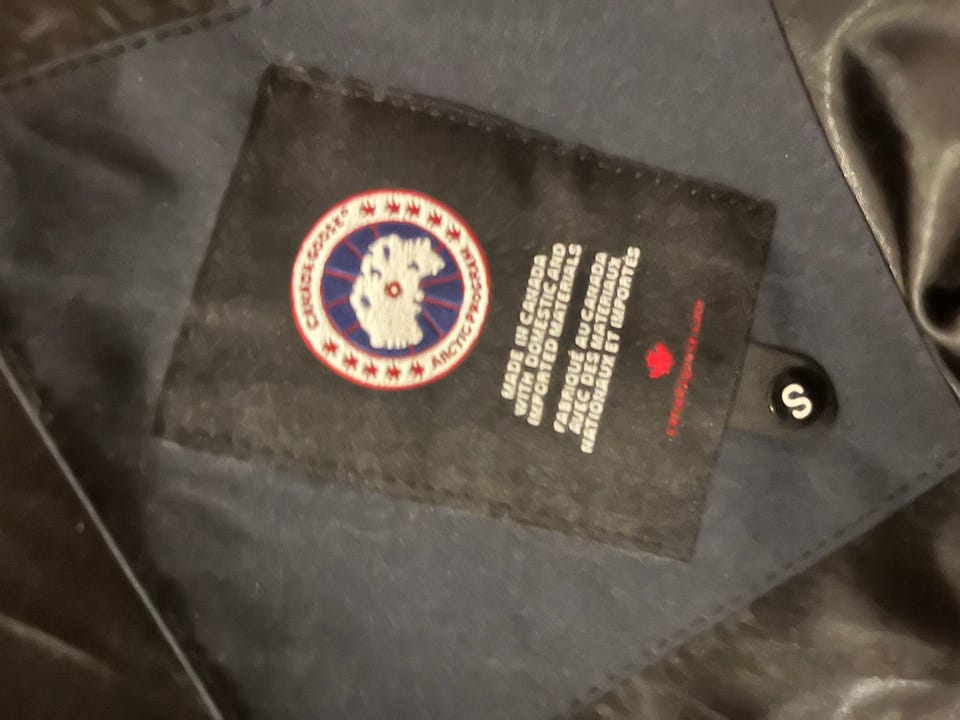 CANADA GOOSE®
ARCTIC PROGRAM
MADE IN CANADA
WITH DOMESTIC AND
IMPORTED MATERIALS
FABRIQUÉ AU CANADA
AVEC DES MATERIAUX
NATIONAUX ET IMPORTÉS
S